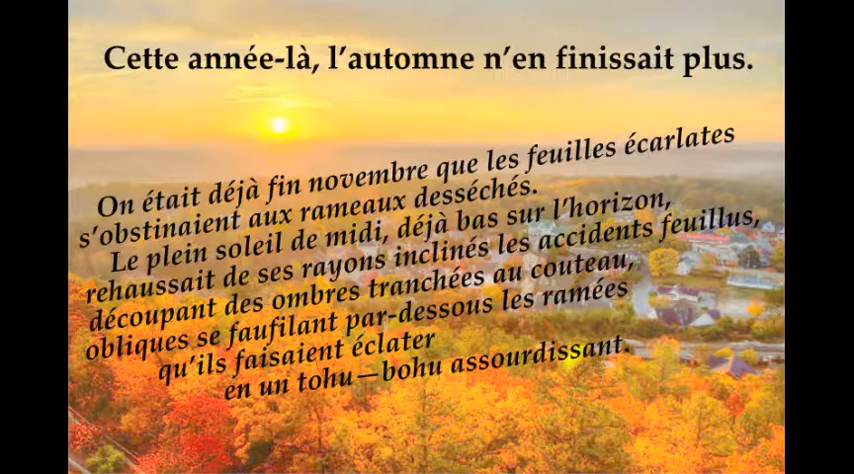 Cette année-là, l’automne n’en finissait plus.
On était déjà fin novembre que les feuilles écarlates
s’obstinaient aux rameaux desséchés.
Le plein soleil de midi, déjà bas sur l’horizon,
rehaussait de ses rayons inclinés les accidents feuillus,
découpant des ombres tranchées au couteau,
obliques se faufilant par-dessous les ramées
qu’ils faisaient éclater
en un tohu—bohu assourdissant.